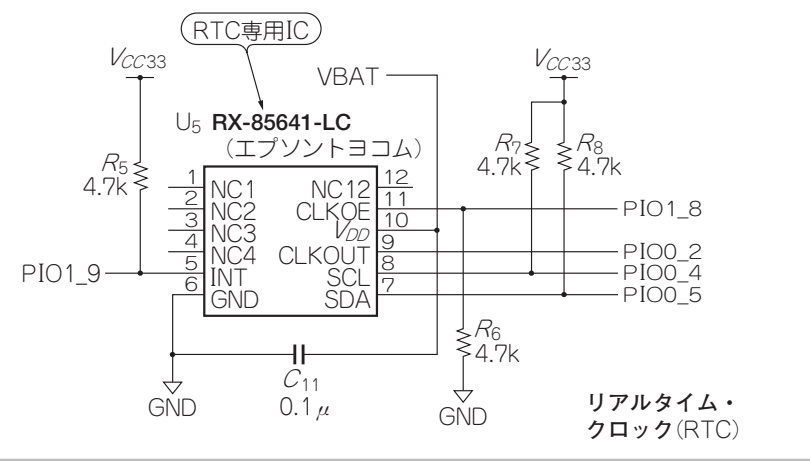 RTC専用IC
VCC33
VBAT
VCC33
U5 RX-85641-LC
(エプソントヨコム)
R5
4.7k
R7
4.7k
R8
4.7k
1 NC1
2 NC2
3 NC3
4 NC4
5 INT
6 GND
NC12 12
CLKOE 11
VDD 10
CLKOUT 9
SCL 8
SDA 7
PIO1_9
PIO1_8
PIO0_2
PIO0_4
PIO0_5
R6
4.7k
C11
0.1μ
GND
GND
リアルタイム・
クロック(RTC)